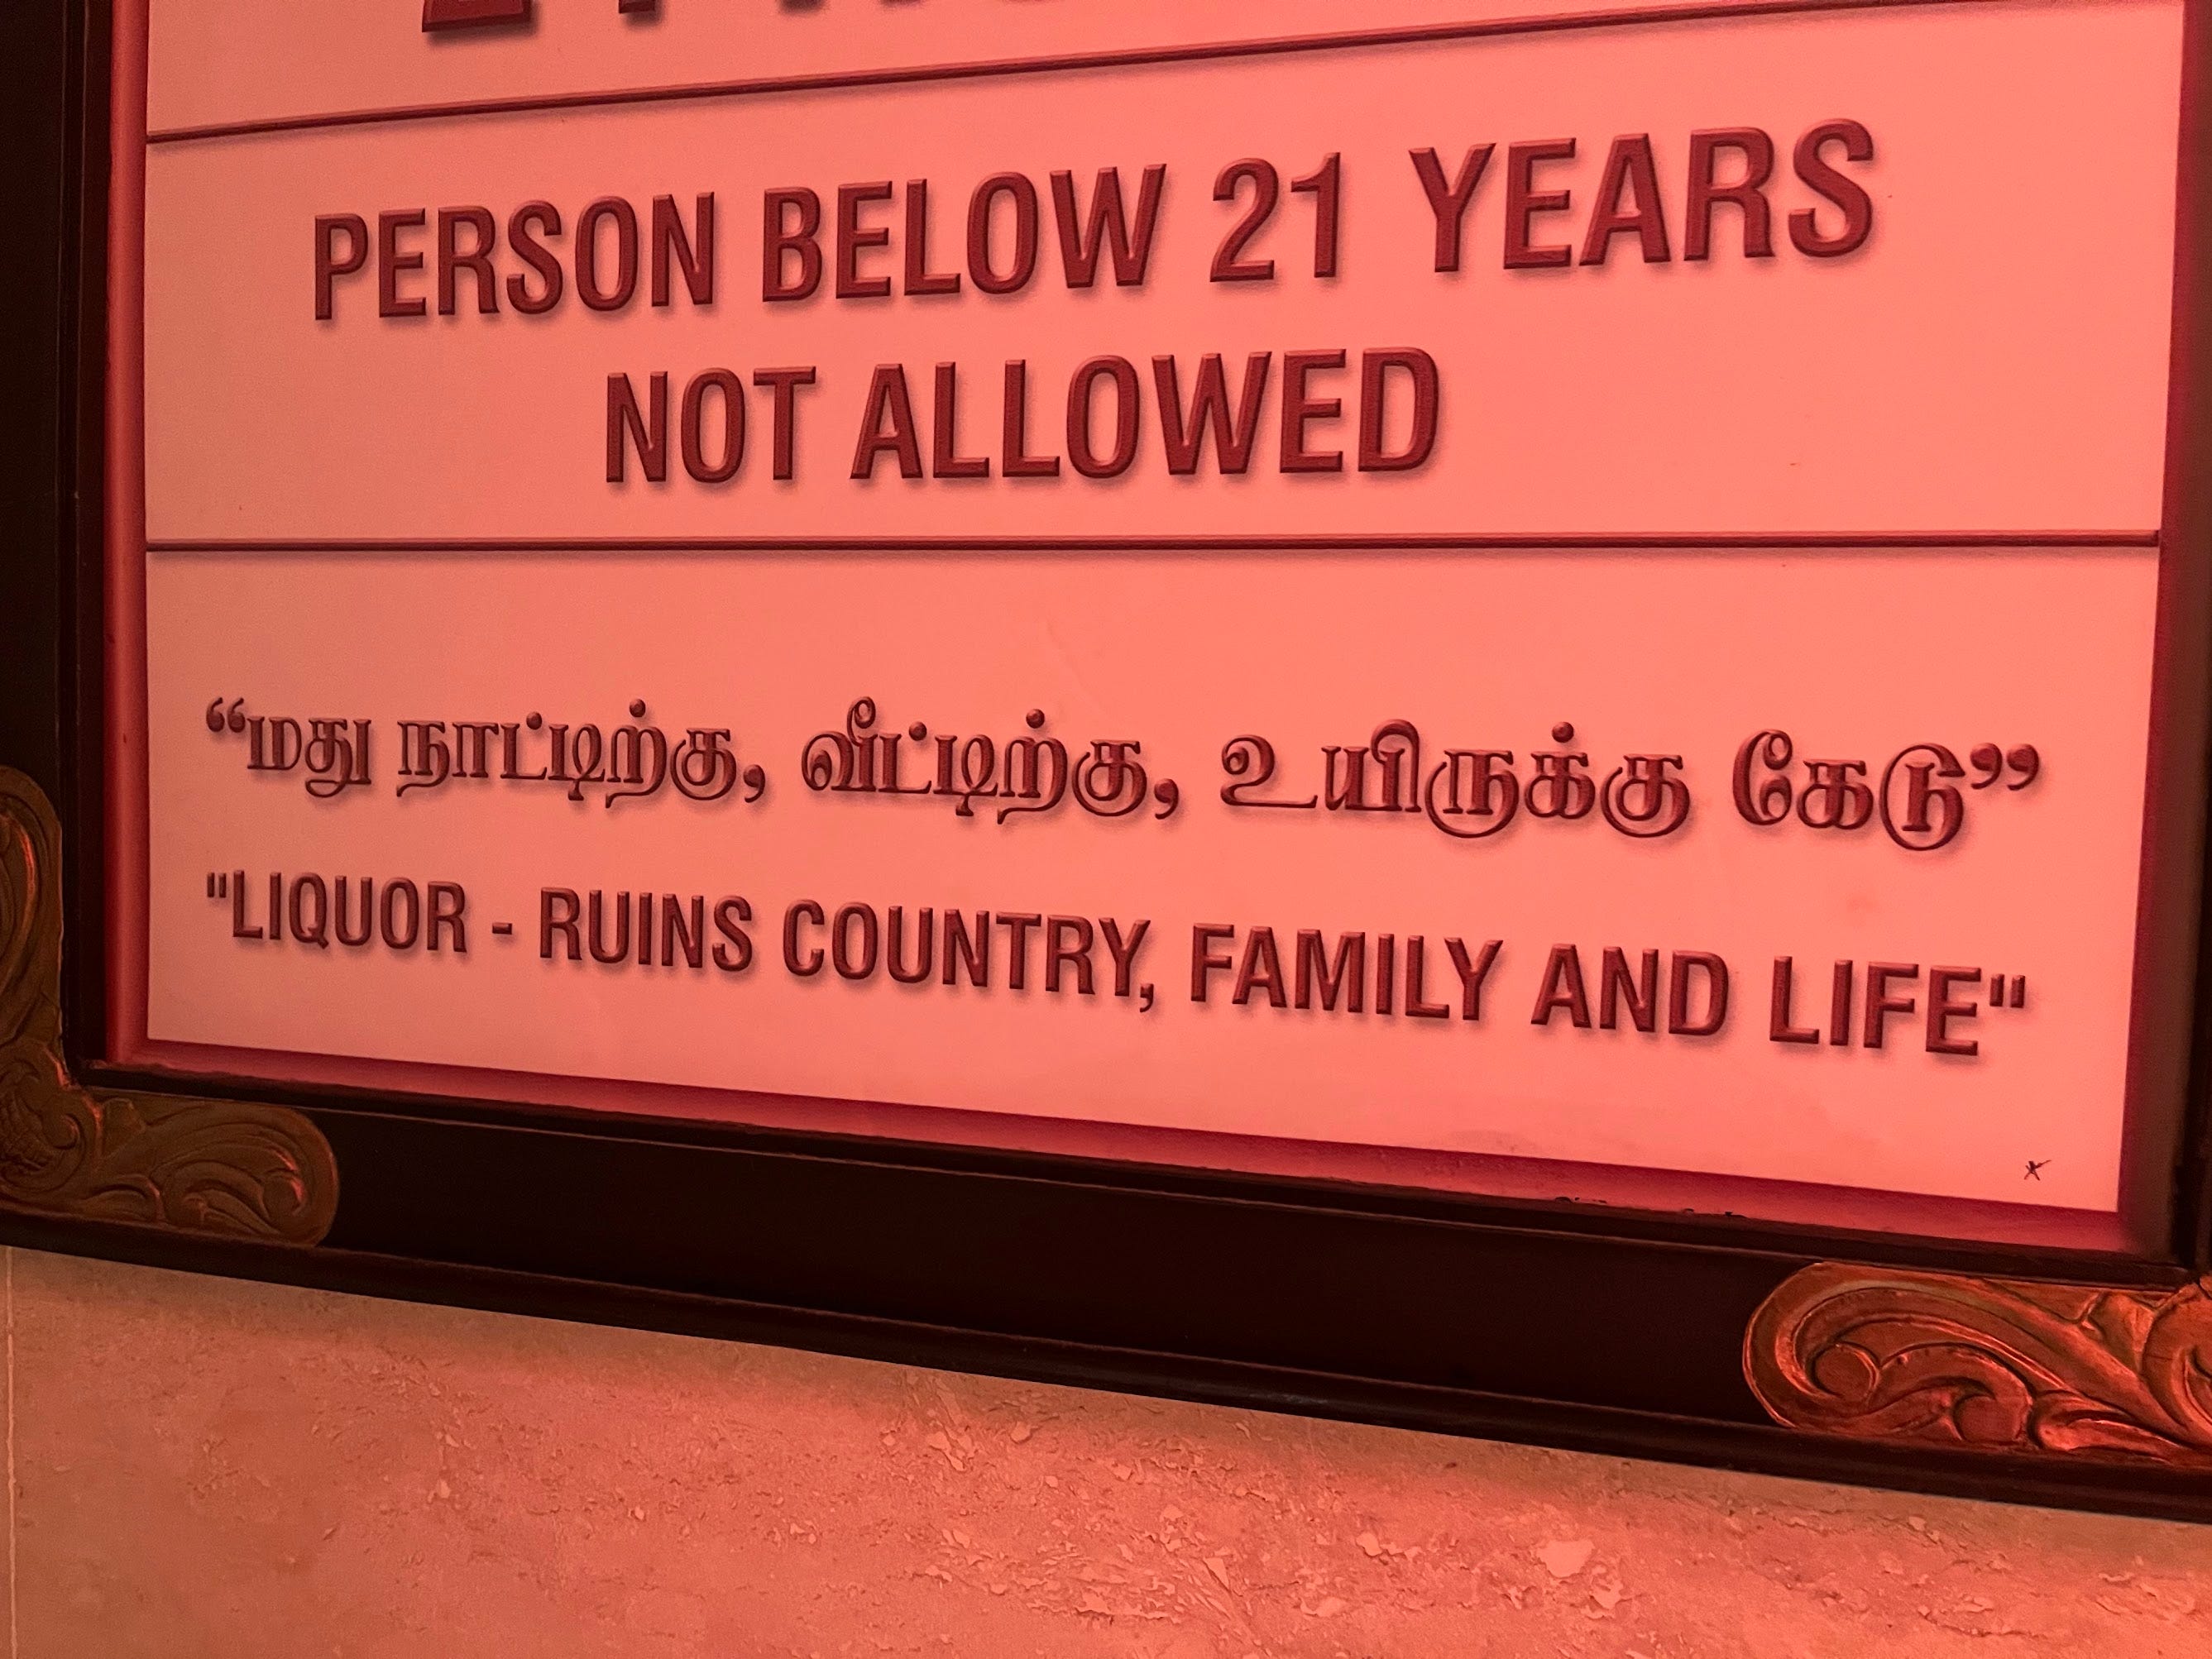 PERSON BELOW 21 YEARS
NOT ALLOWED
“மது நாட்டிற்கு, வீட்டிற்கு, உயிருக்கு கேடு”
"LIQUOR - RUINS COUNTRY, FAMILY AND LIFE"